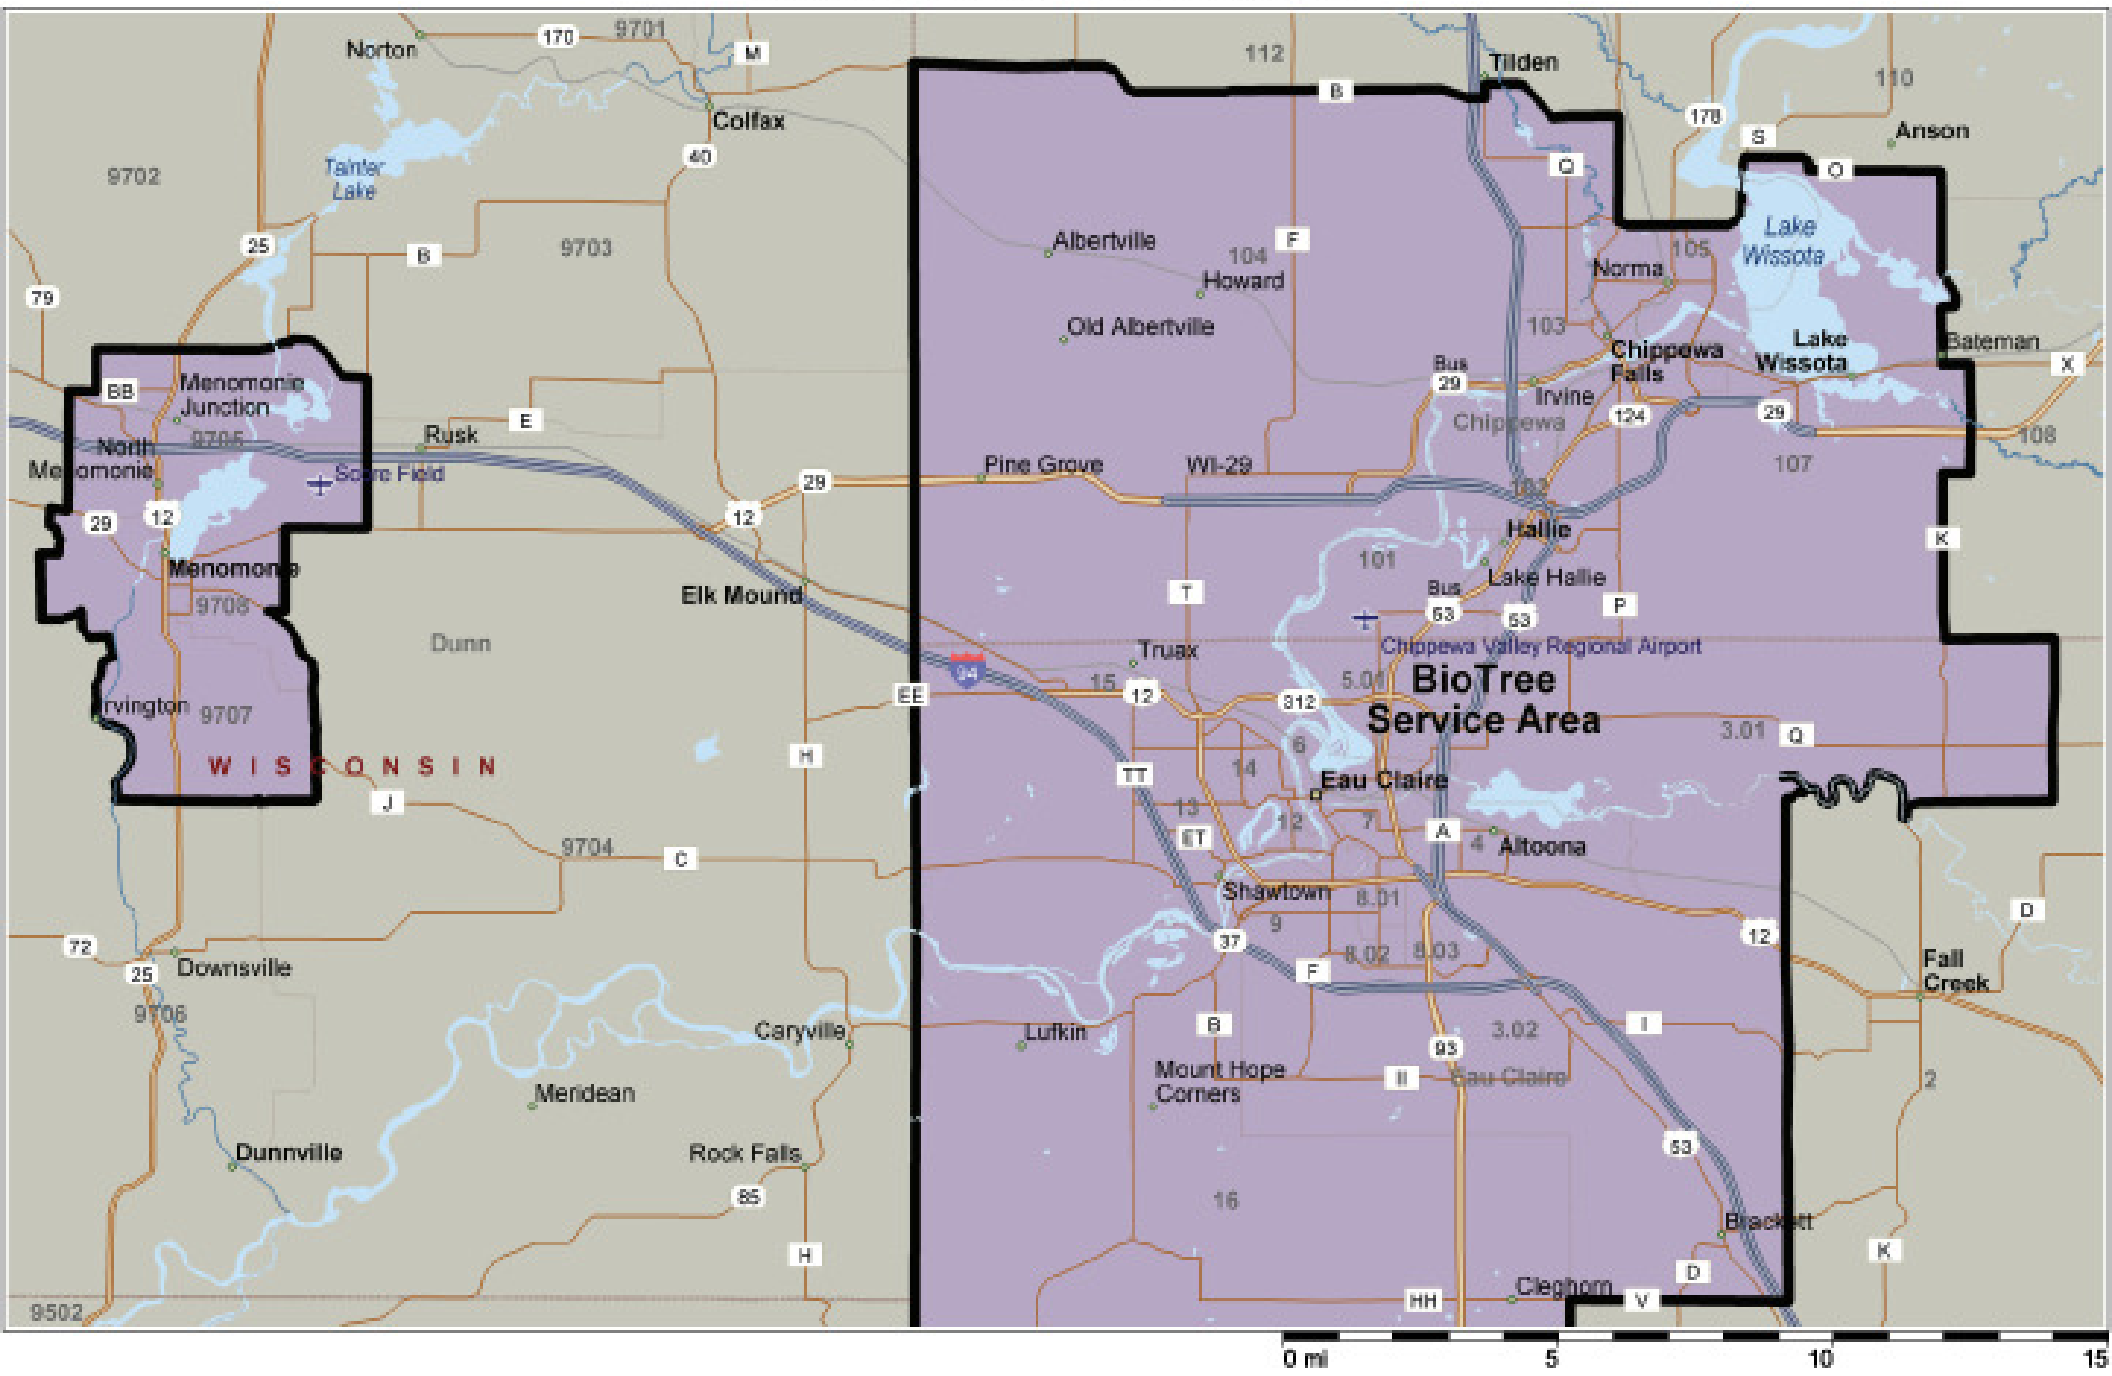 Norton
170
9701
M
112
Tilden
110
B
178
S
Anson
Colfax
40
Q
O
Tainter
Lake
9702
25
B
9703
Albertville
104
F
Howard
105
Norma
Lake
Wissota
79
Old Albertville
103
Chippewa
Falls
Lake
Wissota
Bateman
X
Bus
29
Irvine
124
29
Chippewa
108
107
BB
Menomonie
Junction
9705
North
Menomonie
E
Rusk
Score Field
Pine Grove
WI-29
29
12
29
12
102
Hallie
K
101
Lake Hallie
Menomonie
9708
Elk Mound
T
Bus
53
53
P
Dunn
Truax
Chippewa Valley Regional Airport
94
15
12
EE
312
5.01
BioTree
Service Area
Irvington
9707
3.01
Q
WISCONSIN
H
TT
6
14
Eau Claire
J
13
12
7
ET
A
4
Altoona
9704
C
Shawtown
8.01
9
D
72
25
Downsville
37
8.02
8.03
12
F
Fall
Creek
9706
Caryville
Lufkin
B
3.02
I
93
Mount Hope
Corners
II
Eau Claire
2
Meridean
Dunnville
Rock Falls
85
53
16
Brackett
H
D
K
Cleghorn
HH
V
9502
0 mi
5
10
15